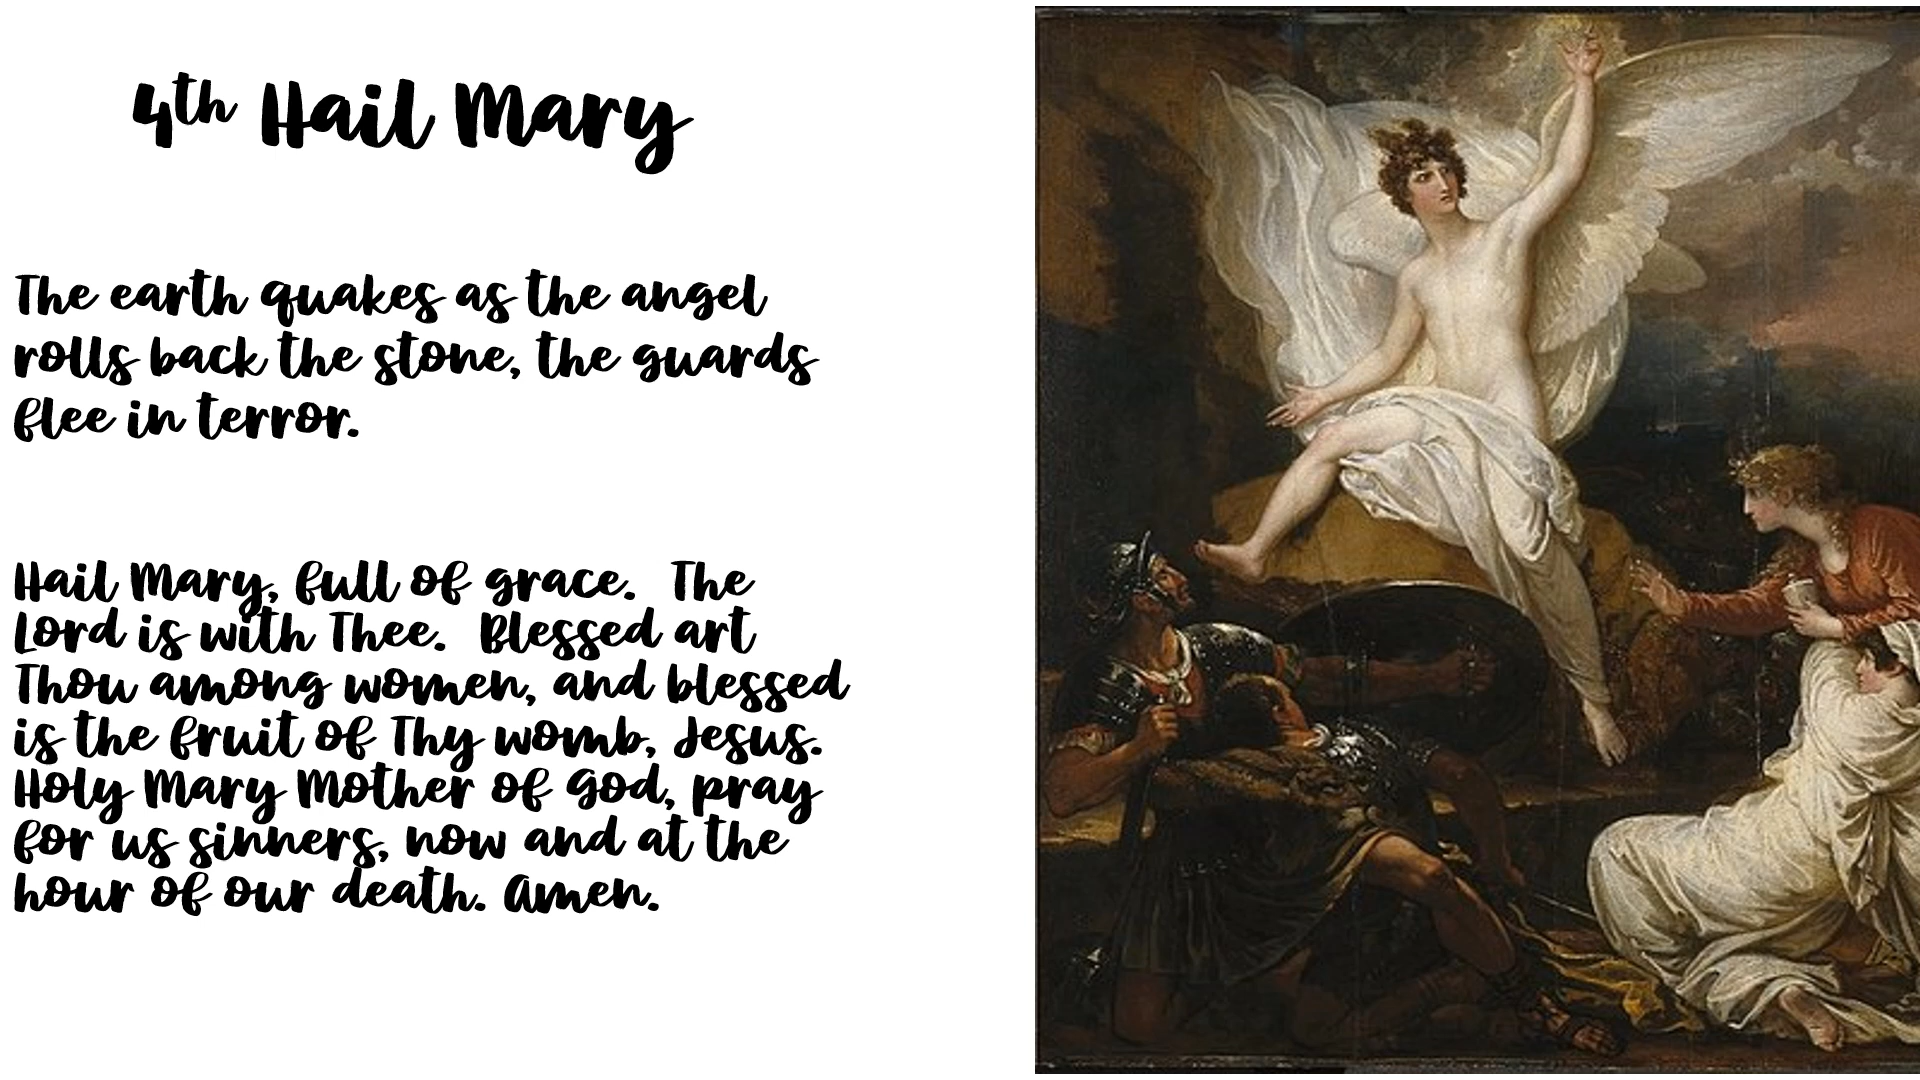 4th Hail Mary
The earth quakes as the angel
rolls back the stone, the guards
flee in terror.
Hail Mary, full of grace.  The
Lord is with Thee.  Blessed art
Thou among women, and blessed
is the fruit of Thy womb, Jesus.
Holy Mary Mother of God, pray
for us sinners, now and at the
hour of our death. Amen.